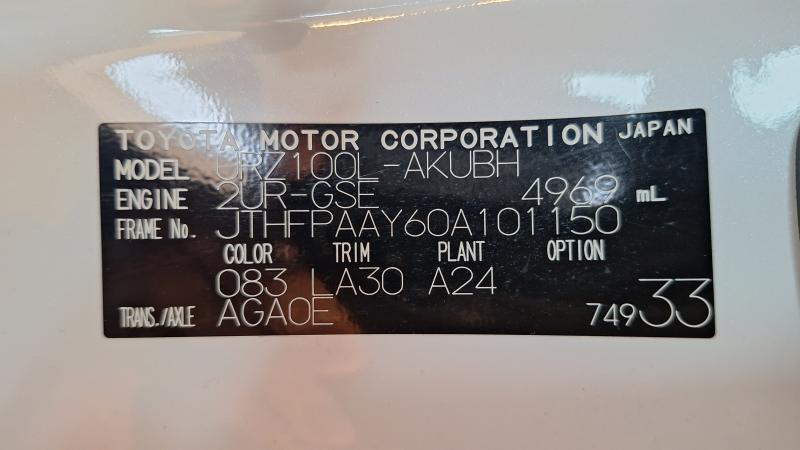 TOYOTA MOTOR CORPORATION JAPAN
MODEL URZ100L-AKUBH
ENGINE 2UR-GSE 4969 mL
FRAME No. JTHFPAAY60A101150
COLOR TRIM PLANT OPTION
083 LA30 A24
TRANS./AXLE AGA0E 74933